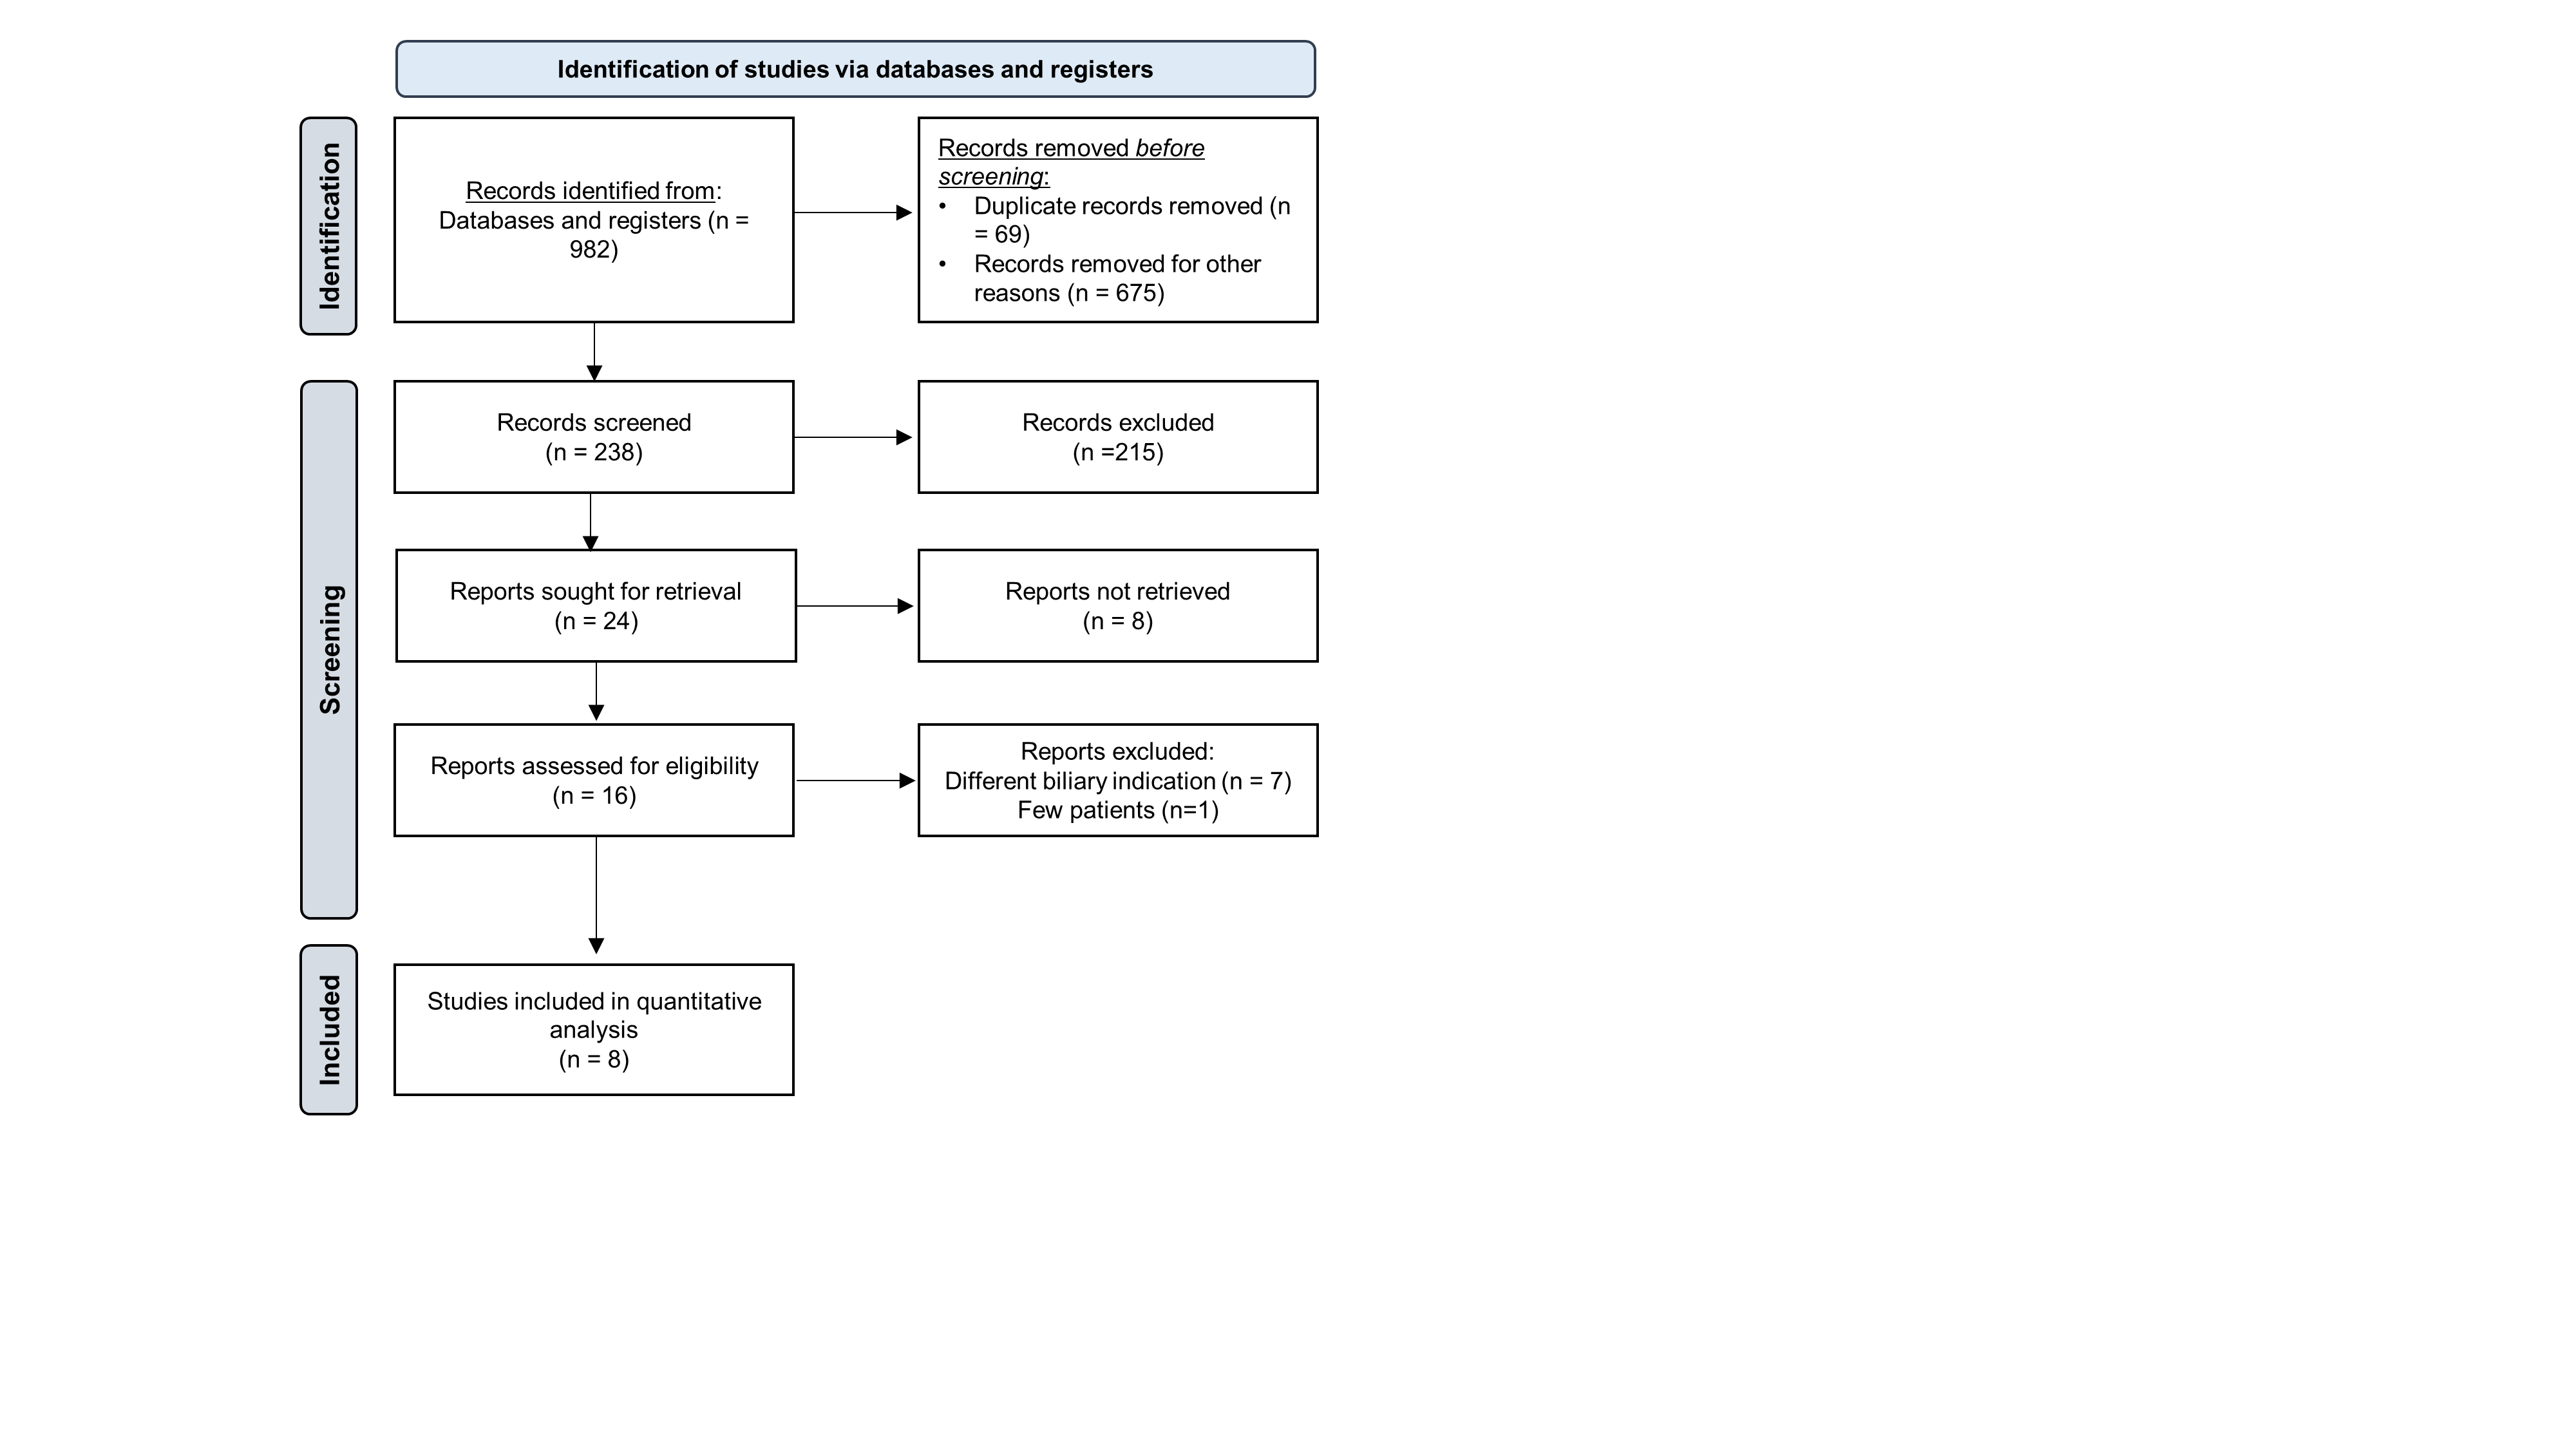 Identification of studies via databases and registers
Identification
Records identified from:
Databases and registers (n =
982)
Records removed before
screening:
• Duplicate records removed (n
= 69)
• Records removed for other
reasons (n = 675)
Screening
Records screened
(n = 238)
Records excluded
(n =215)
Reports sought for retrieval
(n = 24)
Reports not retrieved
(n = 8)
Reports assessed for eligibility
(n = 16)
Reports excluded:
Different biliary indication (n = 7)
Few patients (n=1)
Included
Studies included in quantitative
analysis
(n = 8)